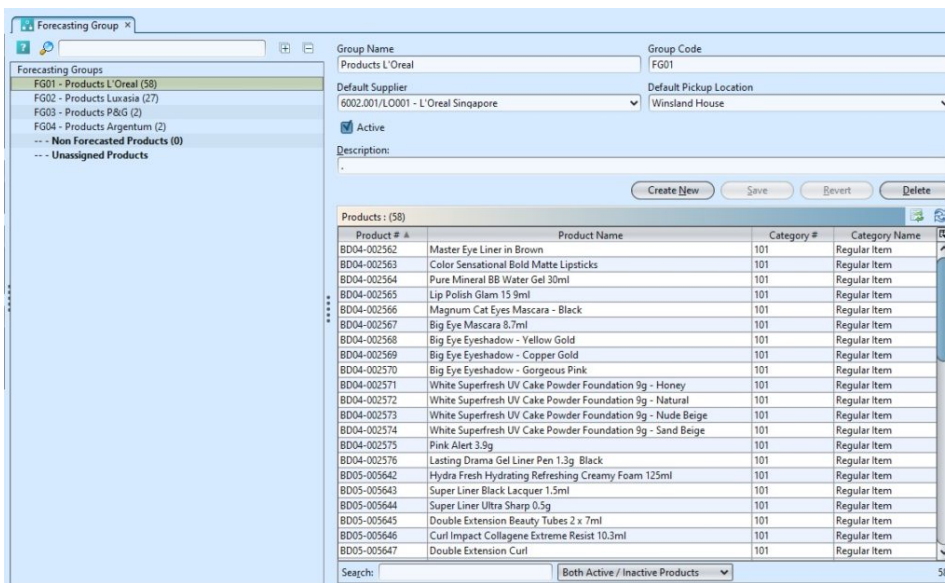 Forecasting Group ×
Forecasting Groups
FG01 - Products L'Oreal (58)
FG02 - Products Luxasia (27)
FG03 - Products P&G (2)
FG04 - Products Argentum (2)
-- - Non Forecasted Products (0)
-- - Unassigned Products
Group Name Group Code
Products L'Oreal FG01
Default Supplier Default Pickup Location
6002.001/LO001 - L'Oreal Singapore Winsland House
Active
Description:
.
Create New Save Revert Delete
Products : (58)
Product # Product Name Category # Category Name
BD04-002562 Master Eye Liner in Brown 101 Regular Item
BD04-002563 Color Sensational Bold Matte Lipsticks 101 Regular Item
BD04-002564 Pure Mineral BB Water Gel 30ml 101 Regular Item
BD04-002565 Lip Polish Glam 15 9ml 101 Regular Item
BD04-002566 Magnum Cat Eyes Mascara - Black 101 Regular Item
BD04-002567 Big Eye Mascara 8.7ml 101 Regular Item
BD04-002568 Big Eye Eyeshadow - Yellow Gold 101 Regular Item
BD04-002569 Big Eye Eyeshadow - Copper Gold 101 Regular Item
BD04-002570 Big Eye Eyeshadow - Gorgeous Pink 101 Regular Item
BD04-002571 White Superfresh UV Cake Powder Foundation 9g - Honey 101 Regular Item
BD04-002572 White Superfresh UV Cake Powder Foundation 9g - Natural 101 Regular Item
BD04-002573 White Superfresh UV Cake Powder Foundation 9g - Nude Beige 101 Regular Item
BD04-002574 White Superfresh UV Cake Powder Foundation 9g - Sand Beige 101 Regular Item
BD04-002575 Pink Alert 3.9g 101 Regular Item
BD04-002576 Lasting Drama Gel Liner Pen 1.3g Black 101 Regular Item
BD05-005642 Hydra Fresh Hydrating Refreshing Creamy Foam 125ml 101 Regular Item
BD05-005643 Super Liner Black Lacquer 1.5ml 101 Regular Item
BD05-005644 Super Liner Ultra Sharp 0.5g 101 Regular Item
BD05-005645 Double Extension Beauty Tubes 2 x 7ml 101 Regular Item
BD05-005646 Curl Impact Collagene Extreme Resist 10.3ml 101 Regular Item
BD05-005647 Double Extension Curl 101 Regular Item
Search: Both Active / Inactive Products 58